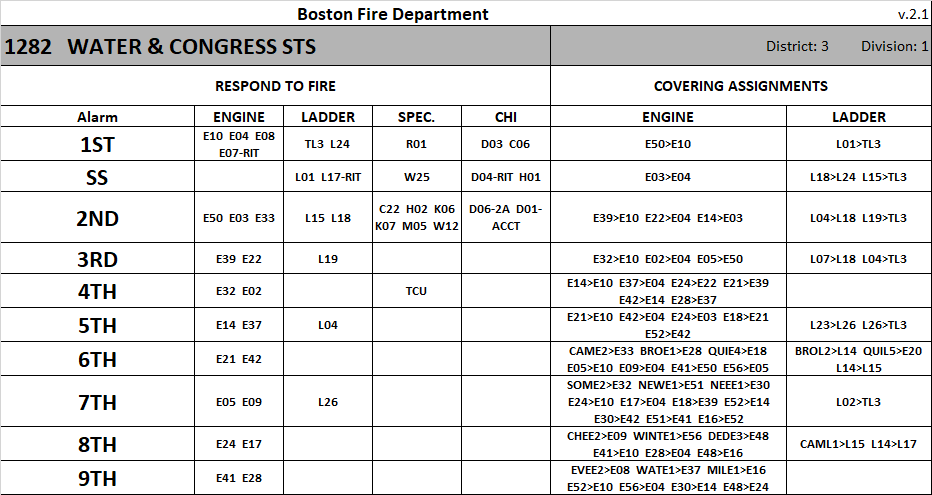 Boston Fire Department v.2.1
1282 WATER & CONGRESS STS District: 3 Division: 1
RESPOND TO FIRE COVERING ASSIGNMENTS
Alarm ENGINE LADDER SPEC. CHI ENGINE LADDER
1ST
E10 E04 E08
E07-RIT
TL3 L24
R01
D03 C06
E50>E10
L01>TL3
SS
L01 L17-RIT
W25
D04-RIT H01
E03>E04
L18>L24 L15>TL3
2ND
E50 E03 E33
L15 L18
C22 H02 K06
K07 M05 W12
D06-2A D01-
ACCT
E39>E10 E22>E04 E14>E03
L04>L18 L19>TL3
3RD
E39 E22
L19
E32>E10 E02>E04 E05>E50
L07>L18 L04>TL3
4TH
E32 E02
TCU
E14>E10 E37>E04 E24>E22 E21>E39
E42>E14 E28>E37
5TH
E14 E37
L04
E21>E10 E42>E04 E24>E03 E18>E21
E52>E42
L23>L26 L26>TL3
6TH
E21 E42
CAME2>E33 BROE1>E28 QUIE4>E18
E05>E10 E09>E04 E41>E50 E56>E05
BROL2>L14 QUIL5>E20
L14>L15
7TH
E05 E09
L26
SOME2>E32 NEWE1>E51 NEEE1>E30
E24>E10 E17>E04 E18>E39 E52>E14
E30>E42 E51>E41 E16>E52
L02>TL3
8TH
E24 E17
CHEE2>E09 WINTE1>E56 DEDE3>E48
E41>E10 E28>E04 E48>E16
CAML1>L15 L14>L17
9TH
E41 E28
EVEE2>E08 WATE1>E37 MILE1>E16
E52>E10 E56>E04 E30>E14 E48>E24